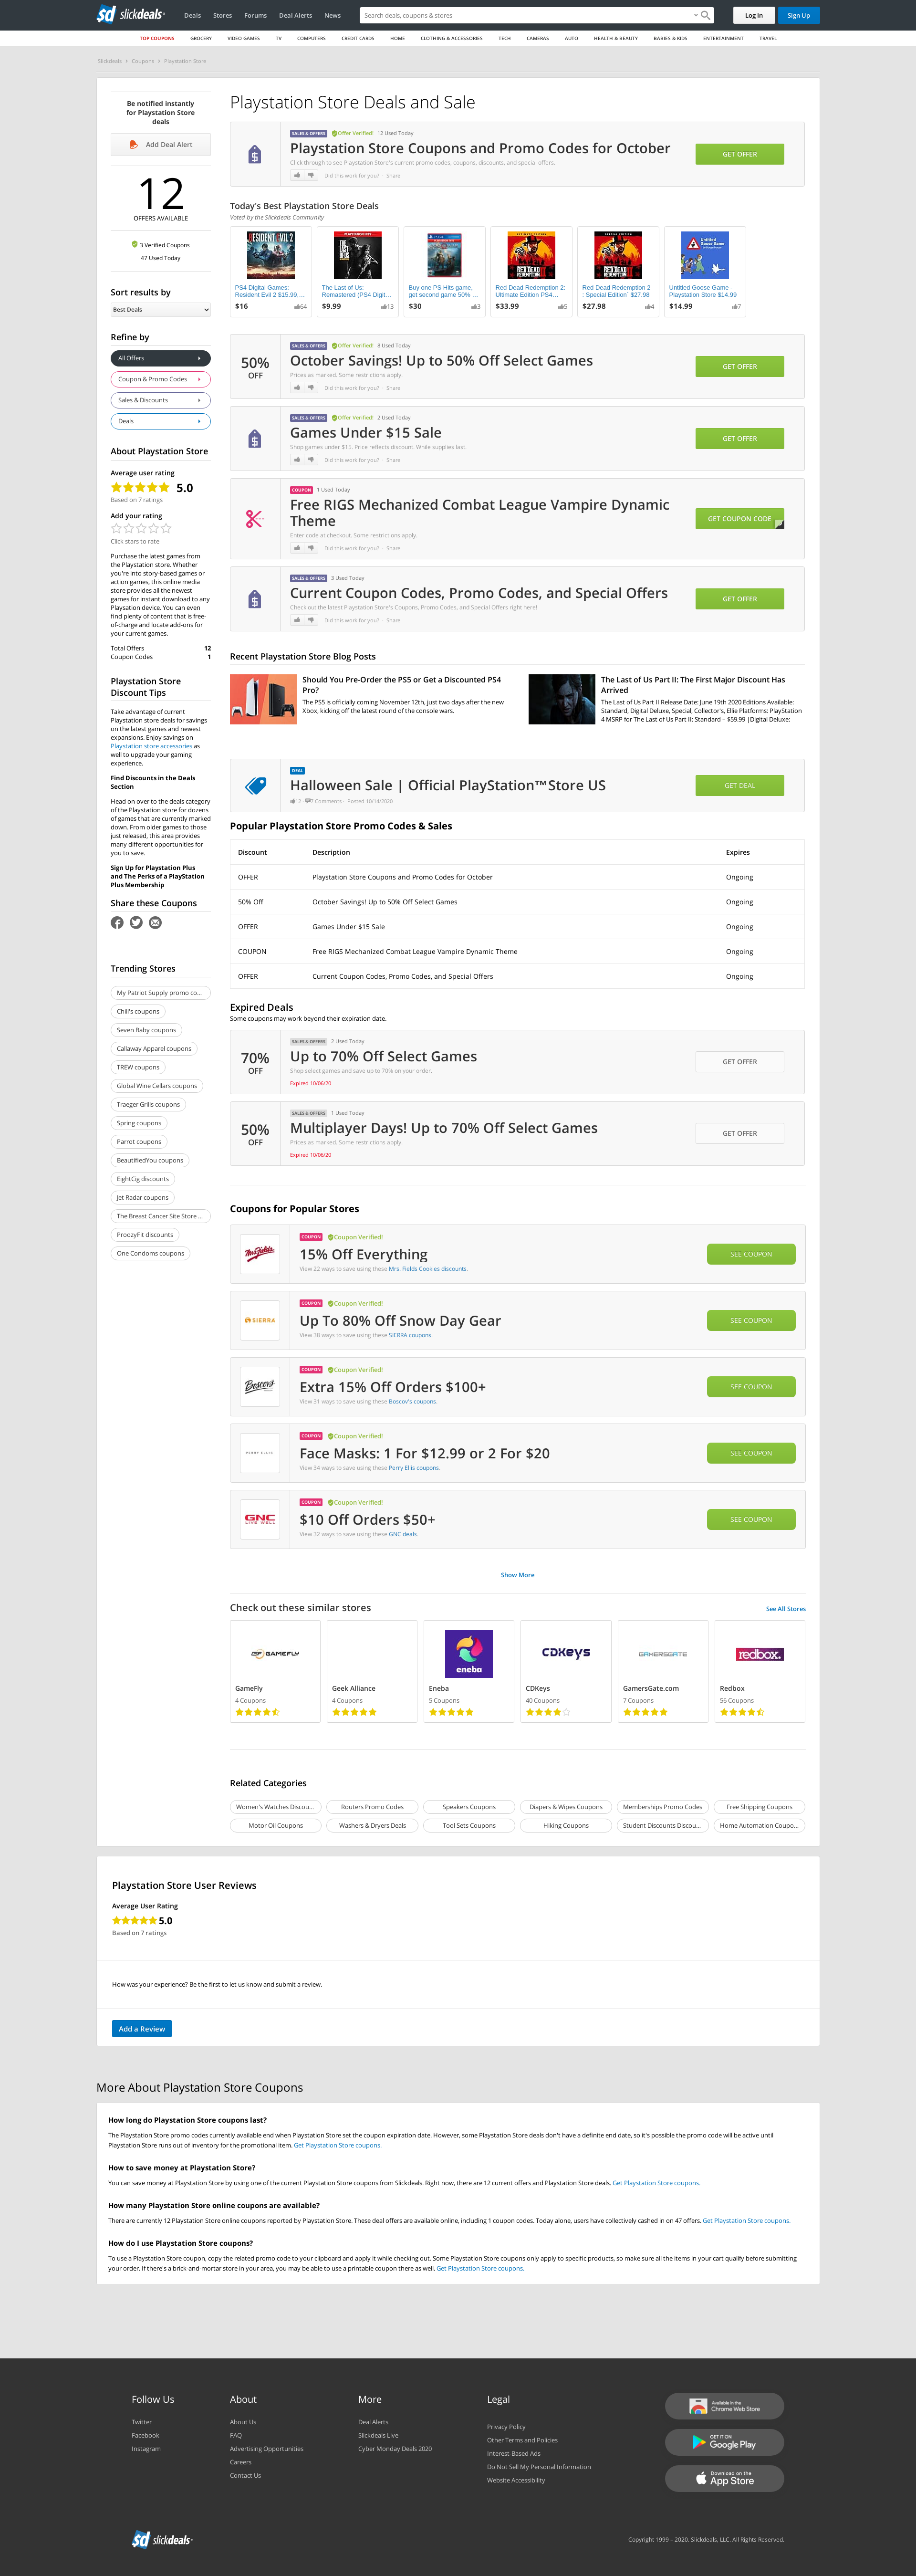 sd slickdeals
Deals Stores Forums Deal Alerts News
Search deals, coupons & stores
Log In
Sign Up
TOP COUPONS GROCERY VIDEO GAMES TV COMPUTERS CREDIT CARDS HOME CLOTHING & ACCESSORIES TECH CAMERAS AUTO HEALTH & BEAUTY BABIES & KIDS ENTERTAINMENT TRAVEL
Slickdeals Coupons Playstation Store
Be notified instantly
for Playstation Store
deals
Add Deal Alert
12
OFFERS AVAILABLE
3 Verified Coupons
47 Used Today
Sort results by
Best Deals
Refine by
All Offers
Coupon & Promo Codes
Sales & Discounts
Deals
About Playstation Store
Average user rating
5.0
Based on 7 ratings
Add your rating
Click stars to rate
Purchase the latest games from
the Playstation store. Whether
you're into story-based games or
action games, this online media
store provides all the newest
games for instant download to any
Playsation device. You can even
find plenty of content that is free-
of-charge and locate add-ons for
your current games.
Total Offers 12
Coupon Codes 1
Playstation Store
Discount Tips
Take advantage of current
Playstation store deals for savings
on the latest games and newest
expansions. Enjoy savings on
Playstation store accessories as
well to upgrade your gaming
experience.
Find Discounts in the Deals
Section
Head on over to the deals category
of the Playstation store for dozens
of games that are currently marked
down. From older games to those
just released, this area provides
many different opportunities for
you to save.
Sign Up for Playstation Plus
and The Perks of a PlayStation
Plus Membership
Share these Coupons
Trending Stores
My Patriot Supply promo co...
Chili's coupons
Seven Baby coupons
Callaway Apparel coupons
TREW coupons
Global Wine Cellars coupons
Traeger Grills coupons
Spring coupons
Parrot coupons
BeautifiedYou coupons
EightCig discounts
Jet Radar coupons
The Breast Cancer Site Store ...
ProozyFit discounts
One Condoms coupons
Playstation Store Deals and Sale
SALES & OFFERS Offer Verified! 12 Used Today
Playstation Store Coupons and Promo Codes for October
Click through to see Playstation Store's current promo codes, coupons, discounts, and special offers.
Did this work for you? · Share
GET OFFER
Today's Best Playstation Store Deals
Voted by the Slickdeals Community
PS4 Digital Games:
Resident Evil 2 $15.99,...
$16 64
The Last of Us:
Remastered (PS4 Digit...
$9.99 13
Buy one PS Hits game,
get second game 50% ...
$30 3
Red Dead Redemption 2:
Ultimate Edition PS4...
$33.99 5
Red Dead Redemption 2
: Special Edition` $27.98
$27.98 4
Untitled Goose Game -
Playstation Store $14.99
$14.99 7
50%
OFF
SALES & OFFERS Offer Verified! 8 Used Today
October Savings! Up to 50% Off Select Games
Prices as marked. Some restrictions apply.
Did this work for you? · Share
GET OFFER
SALES & OFFERS Offer Verified! 2 Used Today
Games Under $15 Sale
Shop games under $15. Price reflects discount. While supplies last.
Did this work for you? · Share
GET OFFER
COUPON 1 Used Today
Free RIGS Mechanized Combat League Vampire Dynamic
Theme
Enter code at checkout. Some restrictions apply.
Did this work for you? · Share
GET COUPON CODE
SALES & OFFERS 3 Used Today
Current Coupon Codes, Promo Codes, and Special Offers
Check out the latest Playstation Store's Coupons, Promo Codes, and Special Offers right here!
Did this work for you? · Share
GET OFFER
Recent Playstation Store Blog Posts
Should You Pre-Order the PS5 or Get a Discounted PS4
Pro?
The PS5 is officially coming November 12th, just two days after the new
Xbox, kicking off the latest round of the console wars.
The Last of Us Part II: The First Major Discount Has
Arrived
The Last of Us Part II Release Date: June 19th 2020 Editions Available:
Standard, Digital Deluxe, Special, Collector's, Ellie Platforms: PlayStation
4 MSRP for The Last of Us Part II: Standard – $59.99 |Digital Deluxe:
DEAL
Halloween Sale | Official PlayStation™Store US
12 · 7 Comments · Posted 10/14/2020
GET DEAL
Popular Playstation Store Promo Codes & Sales
Discount Description Expires
OFFER Playstation Store Coupons and Promo Codes for October Ongoing
50% Off October Savings! Up to 50% Off Select Games Ongoing
OFFER Games Under $15 Sale Ongoing
COUPON Free RIGS Mechanized Combat League Vampire Dynamic Theme Ongoing
OFFER Current Coupon Codes, Promo Codes, and Special Offers Ongoing
Expired Deals
Some coupons may work beyond their expiration date.
70%
OFF
SALES & OFFERS 2 Used Today
Up to 70% Off Select Games
Shop select games and save up to 70% on your order.
Expired 10/06/20
GET OFFER
50%
OFF
SALES & OFFERS 1 Used Today
Multiplayer Days! Up to 70% Off Select Games
Prices as marked. Some restrictions apply.
Expired 10/06/20
GET OFFER
Coupons for Popular Stores
Mrs. Fields
COUPON Coupon Verified!
15% Off Everything
View 22 ways to save using these Mrs. Fields Cookies discounts.
SEE COUPON
SIERRA
COUPON Coupon Verified!
Up To 80% Off Snow Day Gear
View 38 ways to save using these SIERRA coupons.
SEE COUPON
Boscov's
COUPON Coupon Verified!
Extra 15% Off Orders $100+
View 31 ways to save using these Boscov's coupons.
SEE COUPON
PERRY ELLIS
COUPON Coupon Verified!
Face Masks: 1 For $12.99 or 2 For $20
View 34 ways to save using these Perry Ellis coupons.
SEE COUPON
GNC
LIVE WELL
COUPON Coupon Verified!
$10 Off Orders $50+
View 32 ways to save using these GNC deals.
SEE COUPON
Show More
Check out these similar stores
See All Stores
GF GAMEFLY
GameFly
4 Coupons
Geek Alliance
4 Coupons
eneba
Eneba
5 Coupons
CDKeys
CDKeys
40 Coupons
GAMERSGATE
GamersGate.com
7 Coupons
redbox.
Redbox
56 Coupons
Related Categories
Women's Watches Discou... Routers Promo Codes Speakers Coupons Diapers & Wipes Coupons Memberships Promo Codes Free Shipping Coupons
Motor Oil Coupons Washers & Dryers Deals Tool Sets Coupons Hiking Coupons Student Discounts Discou... Home Automation Coupo...
Playstation Store User Reviews
Average User Rating
5.0
Based on 7 ratings
How was your experience? Be the first to let us know and submit a review.
Add a Review
More About Playstation Store Coupons
How long do Playstation Store coupons last?
The Playstation Store promo codes currently available end when Playstation Store set the coupon expiration date. However, some Playstation Store deals don't have a definite end date, so it's possible the promo code will be active until
Playstation Store runs out of inventory for the promotional item. Get Playstation Store coupons.
How to save money at Playstation Store?
You can save money at Playstation Store by using one of the current Playstation Store coupons from Slickdeals. Right now, there are 12 current offers and Playstation Store deals. Get Playstation Store coupons.
How many Playstation Store online coupons are available?
There are currently 12 Playstation Store online coupons reported by Playstation Store. These deal offers are available online, including 1 coupon codes. Today alone, users have collectively cashed in on 47 offers. Get Playstation Store coupons.
How do I use Playstation Store coupons?
To use a Playstation Store coupon, copy the related promo code to your clipboard and apply it while checking out. Some Playstation Store coupons only apply to specific products, so make sure all the items in your cart qualify before submitting
your order. If there's a brick-and-mortar store in your area, you may be able to use a printable coupon there as well. Get Playstation Store coupons.
Follow Us
Twitter
Facebook
Instagram
About
About Us
FAQ
Advertising Opportunities
Careers
Contact Us
More
Deal Alerts
Slickdeals Live
Cyber Monday Deals 2020
Legal
Privacy Policy
Other Terms and Policies
Interest-Based Ads
Do Not Sell My Personal Information
Website Accessibility
Available in the
Chrome Web Store
GET IT ON
Google Play
Download on the
App Store
sd slickdeals
Copyright 1999 – 2020. Slickdeals, LLC. All Rights Reserved.